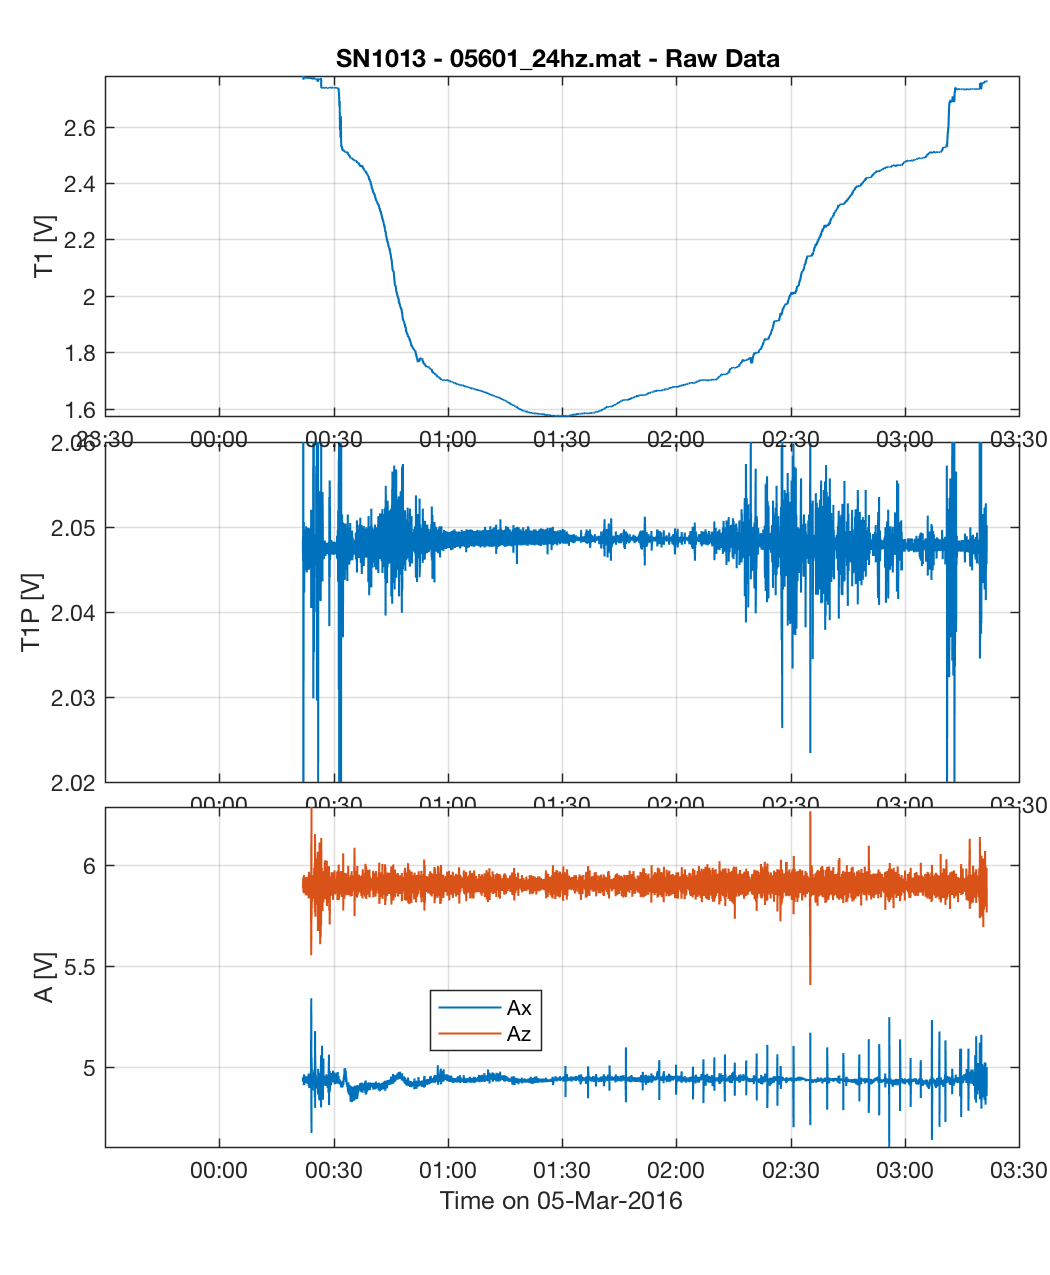 SN1013 - 05601_24hz.mat - Raw Data
T1 [V]
2.6
2.4
2.2
2
1.8
1.6
23:30 00:00 00:30 01:00 01:30 02:00 02:30 03:00 03:30
T1P [V]
2.06
2.05
2.04
2.03
2.02
00:00 00:30 01:00 01:30 02:00 02:30 03:00 03:30
A [V]
6
5.5
5
Ax
Az
00:00 00:30 01:00 01:30 02:00 02:30 03:00 03:30
Time on 05-Mar-2016